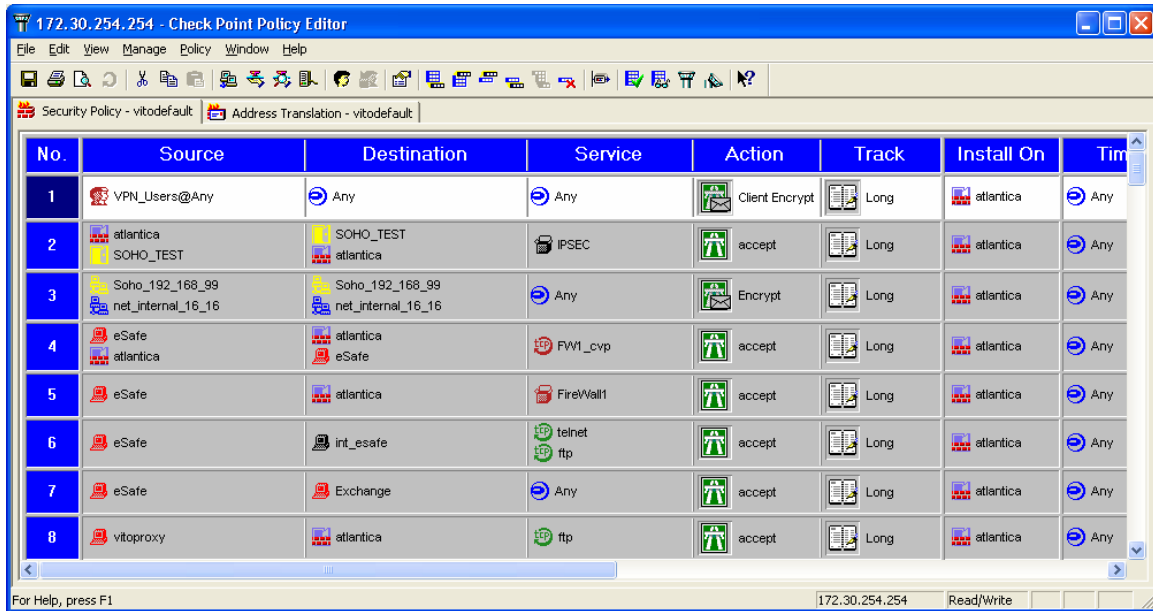 172.30.254.254 - Check Point Policy Editor
File Edit View Manage Policy Window Help
Security Policy - vitodefault Address Translation - vitodefault
No. Source Destination Service Action Track Install On Tim
1 VPN_Users@Any Any Any Client Encrypt Long atlantica Any
2 atlantica SOHO_TEST IPSEC accept Long atlantica Any
SOHO_TEST atlantica
3 Soho_192_168_99 Soho_192_168_99 Any Encrypt Long atlantica Any
net_internal_16_16 net_internal_16_16
4 eSafe atlantica FW1_cvp accept Long atlantica Any
atlantica eSafe
5 eSafe atlantica FireWall1 accept Long atlantica Any
6 eSafe int_esafe telnet accept Long atlantica Any
ftp
7 eSafe Exchange Any accept Long atlantica Any
8 vitoproxy atlantica ftp accept Long atlantica Any
For Help, press F1 172.30.254.254 Read/Write